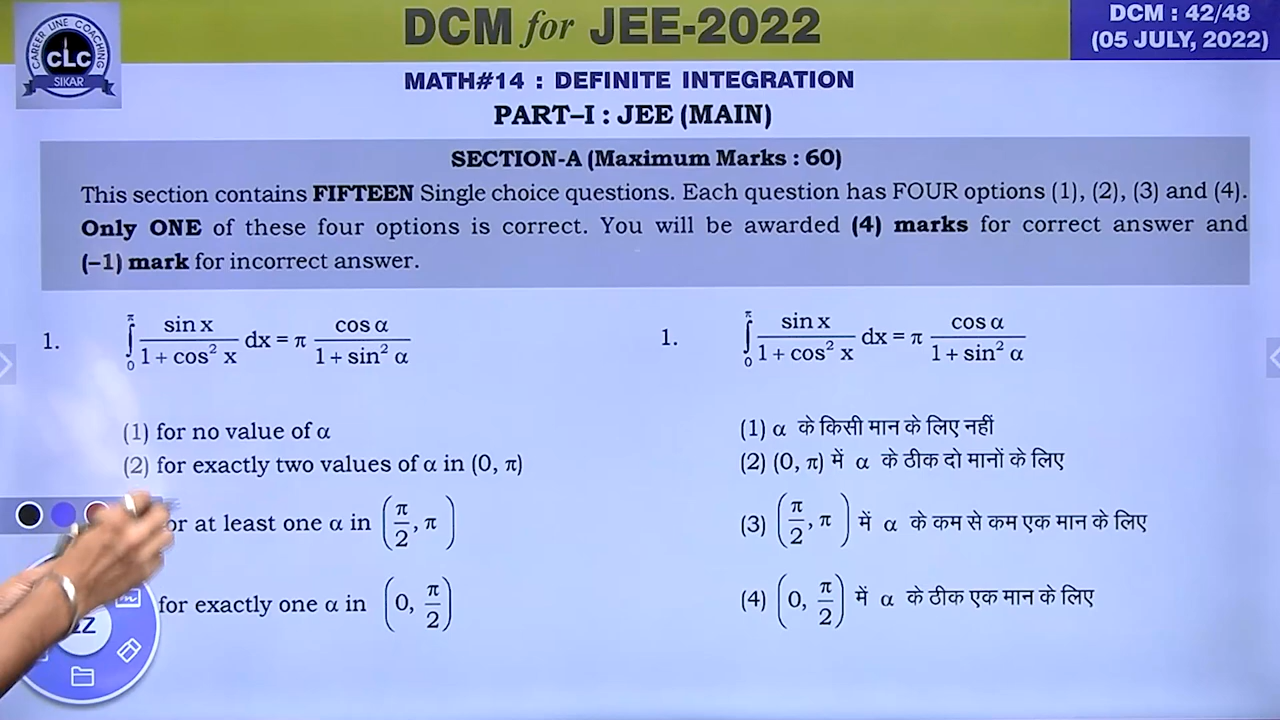 DCM for JEE-2022
DCM : 42/48
(05 JULY, 2022)
CAREER LINE COACHING
CLC
SIKAR
MATH#14 : DEFINITE INTEGRATION
PART–I : JEE (MAIN)
SECTION-A (Maximum Marks : 60)
This section contains FIFTEEN Single choice questions. Each question has FOUR options (1), (2), (3) and (4).
Only ONE of these four options is correct. You will be awarded (4) marks for correct answer and
(–1) mark for incorrect answer.
1. ∫₀^π sin x / (1 + cos² x) dx = π cos α / (1 + sin² α)
(1) for no value of α
(2) for exactly two values of α in (0, π)
or at least one α in (π/2, π)
for exactly one α in (0, π/2)
1. ∫₀^π sin x / (1 + cos² x) dx = π cos α / (1 + sin² α)
(1) α के किसी मान के लिए नहीं
(2) (0, π) में α के ठीक दो मानों के लिए
(3) (π/2, π) में α के कम से कम एक मान के लिए
(4) (0, π/2) में α के ठीक एक मान के लिए